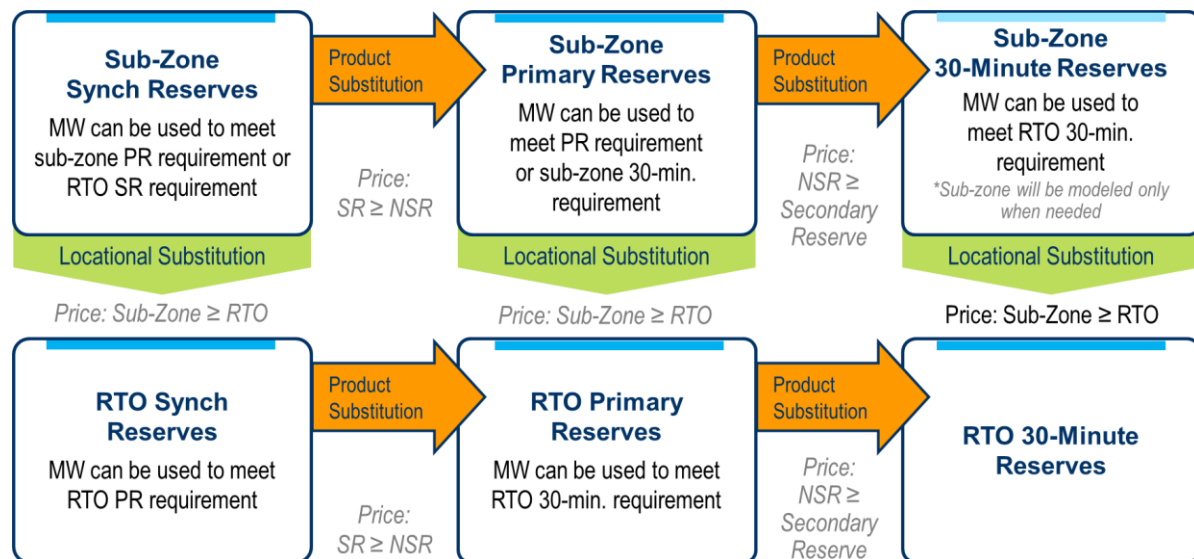 Sub-Zone
Synch Reserves
MW can be used to meet
sub-zone PR requirement or
RTO SR requirement
Product
Substitution
Price:
SR ≥ NSR
Sub-Zone
Primary Reserves
MW can be used to
meet PR requirement
or sub-zone 30-min.
requirement
Product
Substitution
Price:
NSR ≥
Secondary
Reserve
Sub-Zone
30-Minute Reserves
MW can be used to
meet RTO 30-min.
requirement
*Sub-zone will be modeled only
when needed
Locational Substitution
Price: Sub-Zone ≥ RTO
Locational Substitution
Price: Sub-Zone ≥ RTO
Locational Substitution
Price: Sub-Zone ≥ RTO
RTO Synch
Reserves
MW can be used to meet
RTO PR requirement
Product
Substitution
Price:
SR ≥ NSR
RTO Primary
Reserves
MW can be used to meet
RTO 30-min. requirement
Product
Substitution
Price:
NSR ≥
Secondary
Reserve
RTO 30-Minute
Reserves